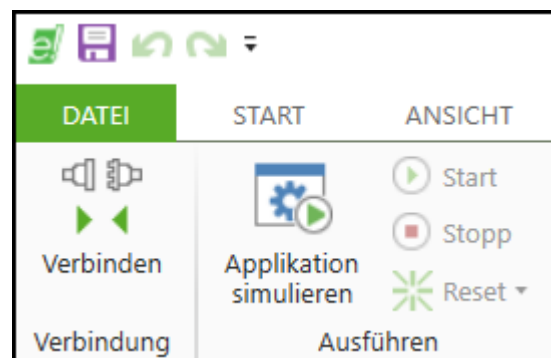 e!
DATEI START ANSICHT
Verbinden
Applikation
simulieren
Start
Stopp
Reset
Verbindung Ausführen